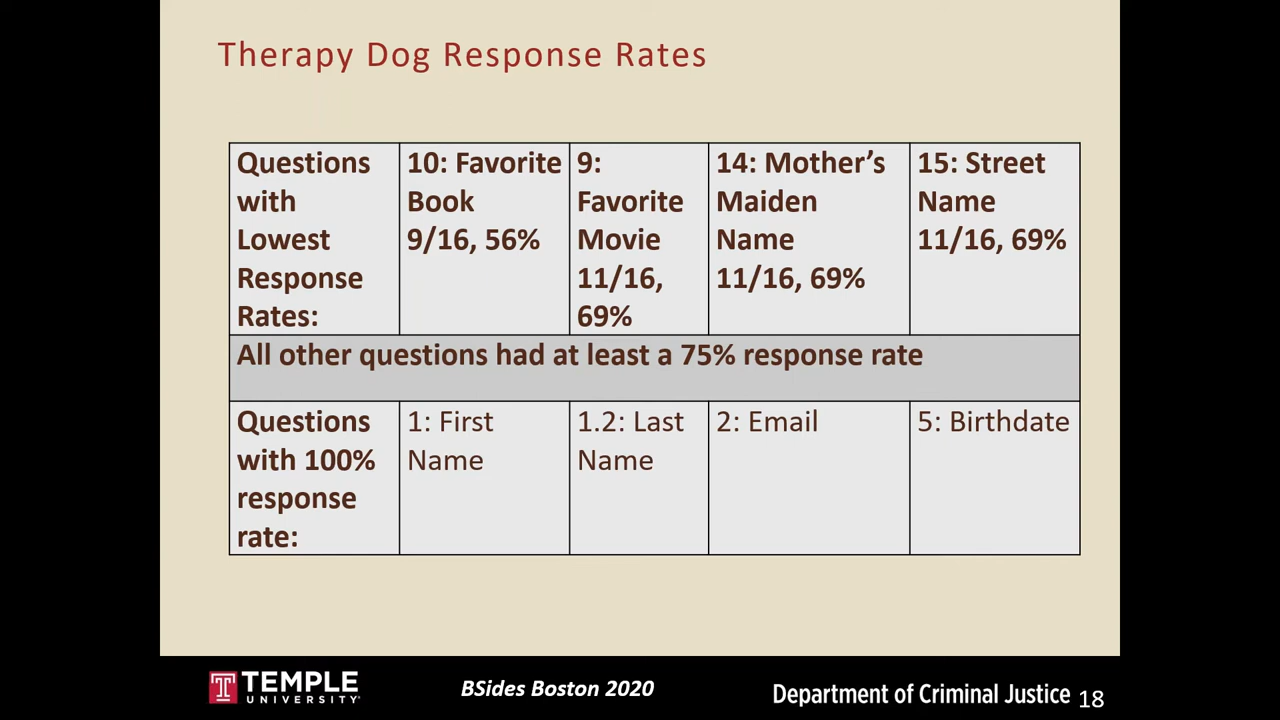 Therapy Dog Response Rates
Questions
with
Lowest
Response
Rates:
10: Favorite
Book
9/16, 56%
9:
Favorite
Movie
11/16,
69%
14: Mother’s
Maiden
Name
11/16, 69%
15: Street
Name
11/16, 69%
All other questions had at least a 75% response rate
Questions
with 100%
response
rate:
1: First
Name
1.2: Last
Name
2: Email
5: Birthdate
T TEMPLE
UNIVERSITY
BSides Boston 2020
Department of Criminal Justice 18